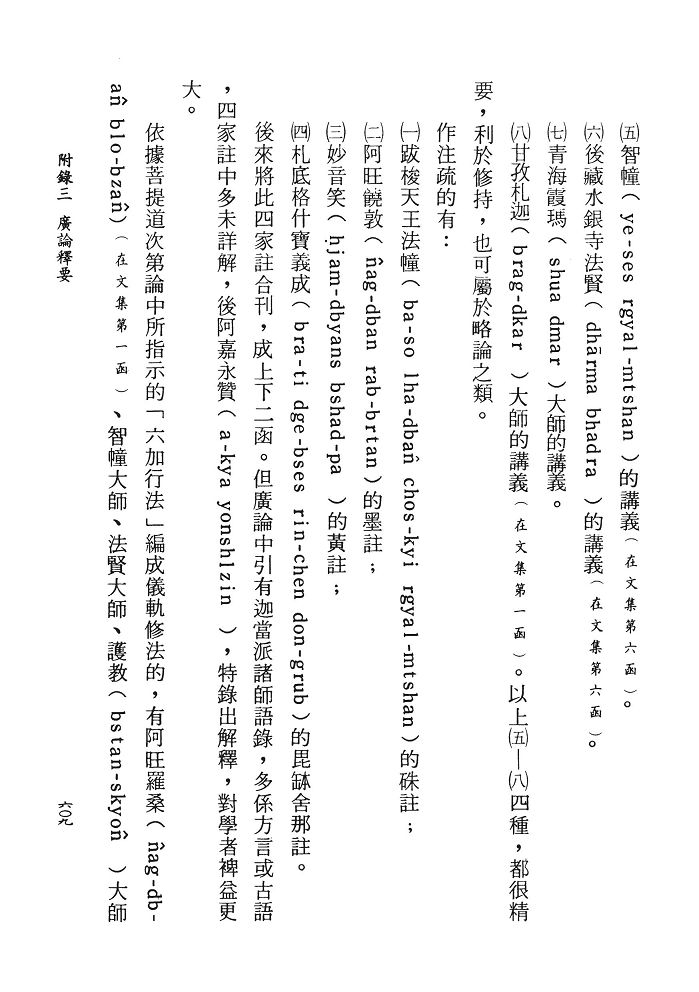 ㈤智幢(ye-ses rgyal-mtshan)的講義(在文集第六函)。
㈥後藏水銀寺法賢(dhārma bhadra )的講義(在文集第六函)。
㈦青海霞瑪(shua dmar)大師的講義。
㈧甘孜札迦(brag-dkar )大師的講義(在文集第一函)。以上㈤—㈧四種,都很精
要,利於修持,也可屬於略論之類。
作注疏的有:
㈠跋梭天王法幢(ba-so lha-dban̂ chos-kyi rgyal-mtshan)的硃註;
㈡阿旺饒敦(n̂ag-dban rab-brtan)的墨註;
㈢妙音笑(ḥjam-dbyans bshad-pa )的黃註;
㈣札底格什寶義成(bra-ti dge-bses rin-chen don-grub)的毘缽舍那註。
後來將此四家註合刊,成上下二函。但廣論中引有迦當派諸師語錄,多係方言或古語
,四家註中多未詳解,後阿嘉永贊(a-kya yonshlzin ),特錄出解釋,對學者裨益更
大。
依據菩提道次第論中所指示的「六加行法」編成儀軌修法的,有阿旺羅桑(n̂ag-db-
an̂ blo-bzan̂)(在文集第一函)、智幢大師、法賢大師、護教(bstan-skyon̂ )大師
附錄三 廣論釋要
六〇九